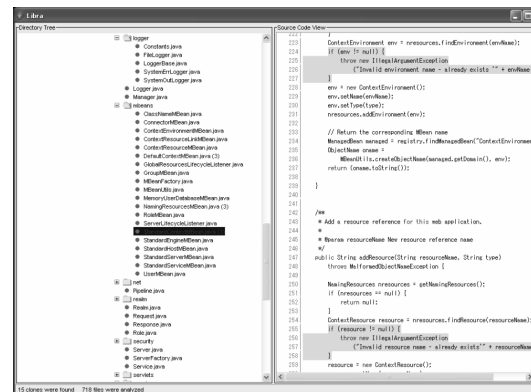 Libra
Directory Tree
logger
Constants.java
FileLogger.java
LoggerBase.java
SystemErrLogger.java
SystemOutLogger.java
Logger.java
Manager.java
mbeans
ClassNameMBean.java
ConnectorMBean.java
ContextEnvironmentMBean.java
ContextResourceLinkMBean.java
ContextResourceMBean.java
DefaultContextMBean.java (3)
GlobalResourcesLifecycleListener.java
GroupMBean.java
MBeanFactory.java
MBeanUtils.java
MemoryUserDatabaseMBean.java
NamingResourcesMBean.java (3)
RoleMBean.java
ServerLifecycleListener.java
StandardEngineMBean.java
StandardHostMBean.java
StandardServerMBean.java
StandardServiceMBean.java
UserMBean.java
net
Pipeline.java
realm
Realm.java
Request.java
Response.java
Role.java
security
Server.java
ServerFactory.java
Service.java
servlets
15 clones were found 718 files were analyzed
Source Code View
222 }
223 ContextEnvironment env = nresources.findEnvironment(envName);
224 if (env != null) {
225 throw new IllegalArgumentException
226 ("Invalid environment name - already exists '" + envName
227 }
228 env = new ContextEnvironment();
229 env.setName(envName);
230 env.setType(type);
231 nresources.addEnvironment(env);
232
233 // Return the corresponding MBean name
234 ManagedBean managed = registry.findManagedBean("ContextEnvironmen
235 ObjectName oname =
236 MBeanUtils.createObjectName(managed.getDomain(), env);
237 return (oname.toString());
238
239 }
240
241
242 /**
243 * Add a resource reference for this web application.
244 *
245 * @param resourceName New resource reference name
246 */
247 public String addResource(String resourceName, String type)
248 throws MalformedObjectNameException {
249
250 NamingResources nresources = getNamingResources();
251 if (nresources == null) {
252 return null;
253 }
254 ContextResource resource = nresources.findResource(resourceName);
255 if (resource != null) {
256 throw new IllegalArgumentException
257 ("Invalid resource name - already exists'" + resourceName
258 }
259 resource = new ContextResource();